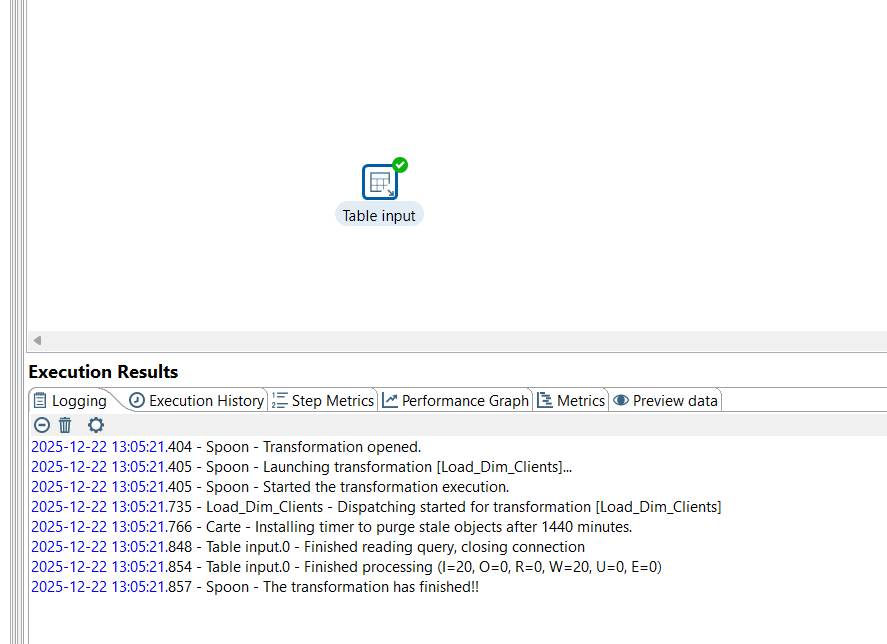 Table input
Execution Results
Logging Execution History Step Metrics Performance Graph Metrics Preview data
2025-12-22 13:05:21.404 - Spoon - Transformation opened.
2025-12-22 13:05:21.405 - Spoon - Launching transformation [Load_Dim_Clients]...
2025-12-22 13:05:21.405 - Spoon - Started the transformation execution.
2025-12-22 13:05:21.735 - Load_Dim_Clients - Dispatching started for transformation [Load_Dim_Clients]
2025-12-22 13:05:21.766 - Carte - Installing timer to purge stale objects after 1440 minutes.
2025-12-22 13:05:21.848 - Table input.0 - Finished reading query, closing connection
2025-12-22 13:05:21.854 - Table input.0 - Finished processing (I=20, O=0, R=0, W=20, U=0, E=0)
2025-12-22 13:05:21.857 - Spoon - The transformation has finished!!